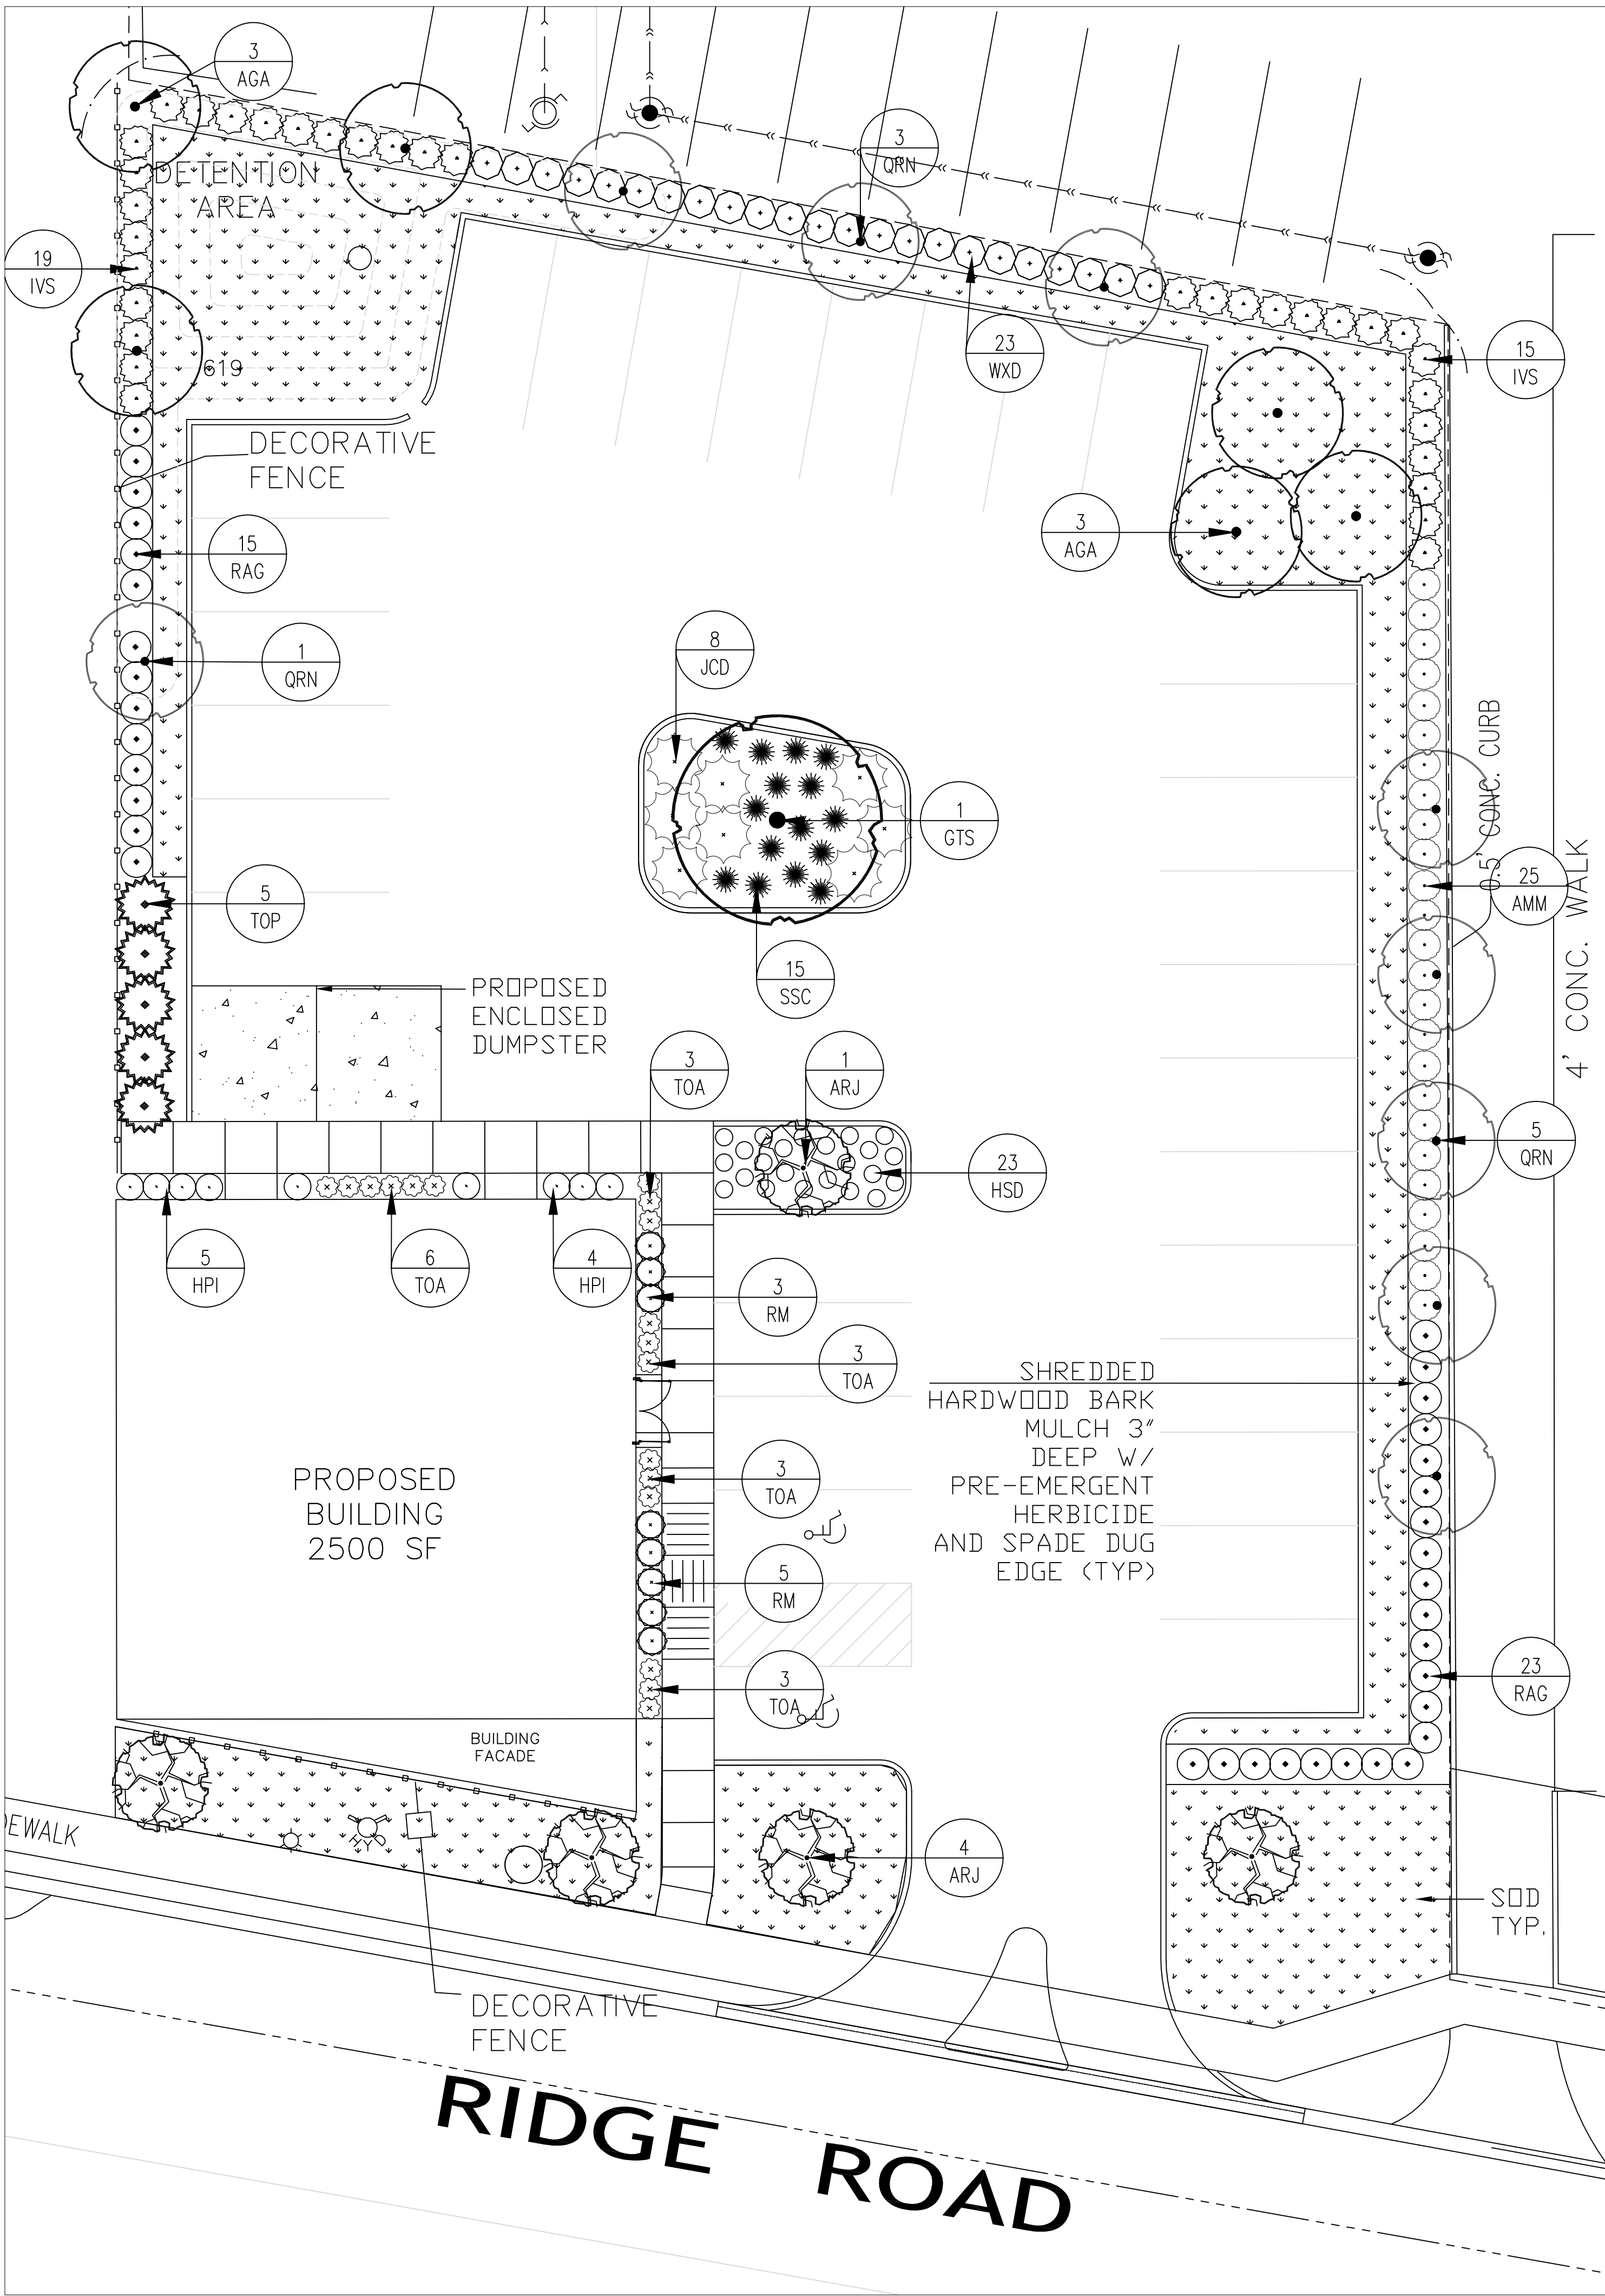 3
AGA
3
QRN
DETENTION
AREA
19
IVS
619
23
WXD
15
IVS
DECORATIVE
FENCE
15
RAG
3
AGA
1
QRN
8
JCD
0.5' CONC. CURB
4' CONC. WALK
1
GTS
5
TOP
25
AMM
15
SSC
PROPOSED
ENCLOSED
DUMPSTER
3
TOA
1
ARJ
5
QRN
23
HSD
5
HPI
6
TOA
4
HPI
3
RM
3
TOA
SHREDDED
HARDWOOD BARK
MULCH 3"
DEEP W/
PRE-EMERGENT
HERBICIDE
AND SPADE DUG
EDGE (TYP)
3
TOA
PROPOSED
BUILDING
2500 SF
5
RM
3
TOA
23
RAG
BUILDING
FACADE
EWALK
4
ARJ
SOD
TYP.
DECORATIVE
FENCE
RIDGE ROAD